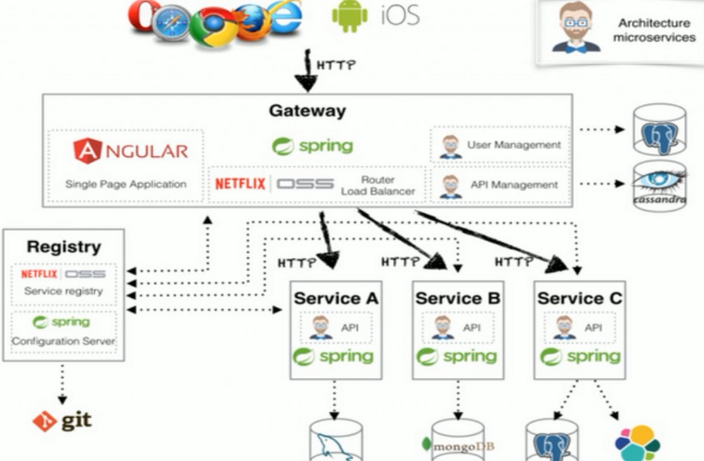 iOS
Architecture
microservices
HTTP
Gateway
ANGULAR
Single Page Application
spring
NETFLIX OSS
Router
Load Balancer
User Management
API Management
cassandra
Registry
NETFLIX OSS
Service registry
spring
Configuration Server
git
HTTP
HTTP
HTTP
Service A
API
spring
Service B
API
spring
Service C
API
spring
mongoDB